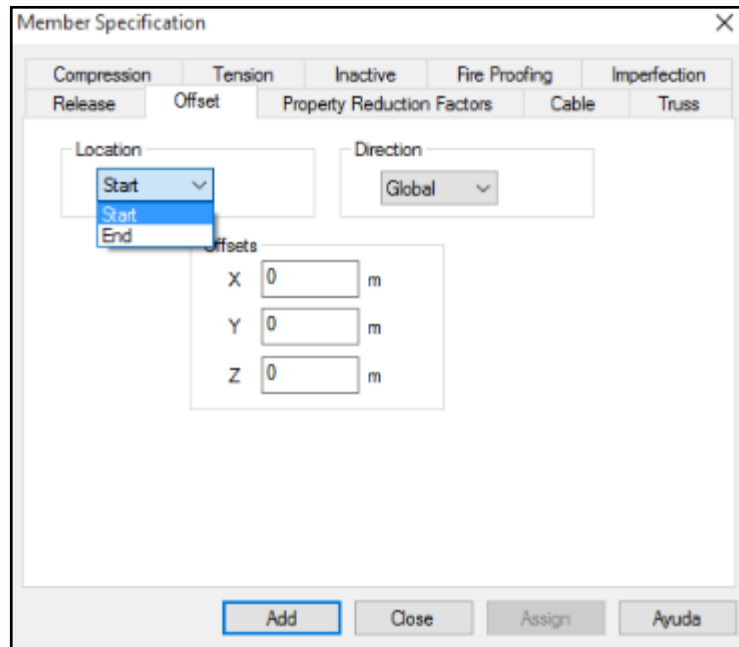 Member Specification
Compression Tension Inactive Fire Proofing Imperfection
Release Offset Property Reduction Factors Cable Truss
Location Direction
Start Global
Start
End
Offsets
X 0 m
Y 0 m
Z 0 m
Add Close Assign Ayuda